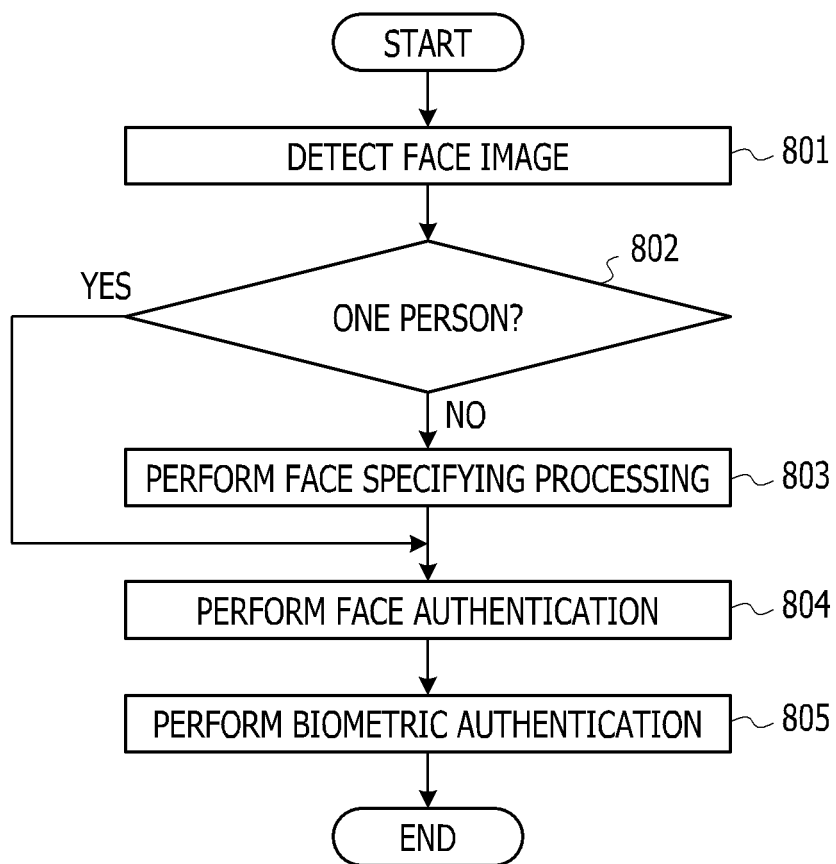 START
DETECT FACE IMAGE
801
802
YES
ONE PERSON?
NO
PERFORM FACE SPECIFYING PROCESSING
803
PERFORM FACE AUTHENTICATION
804
PERFORM BIOMETRIC AUTHENTICATION
805
END